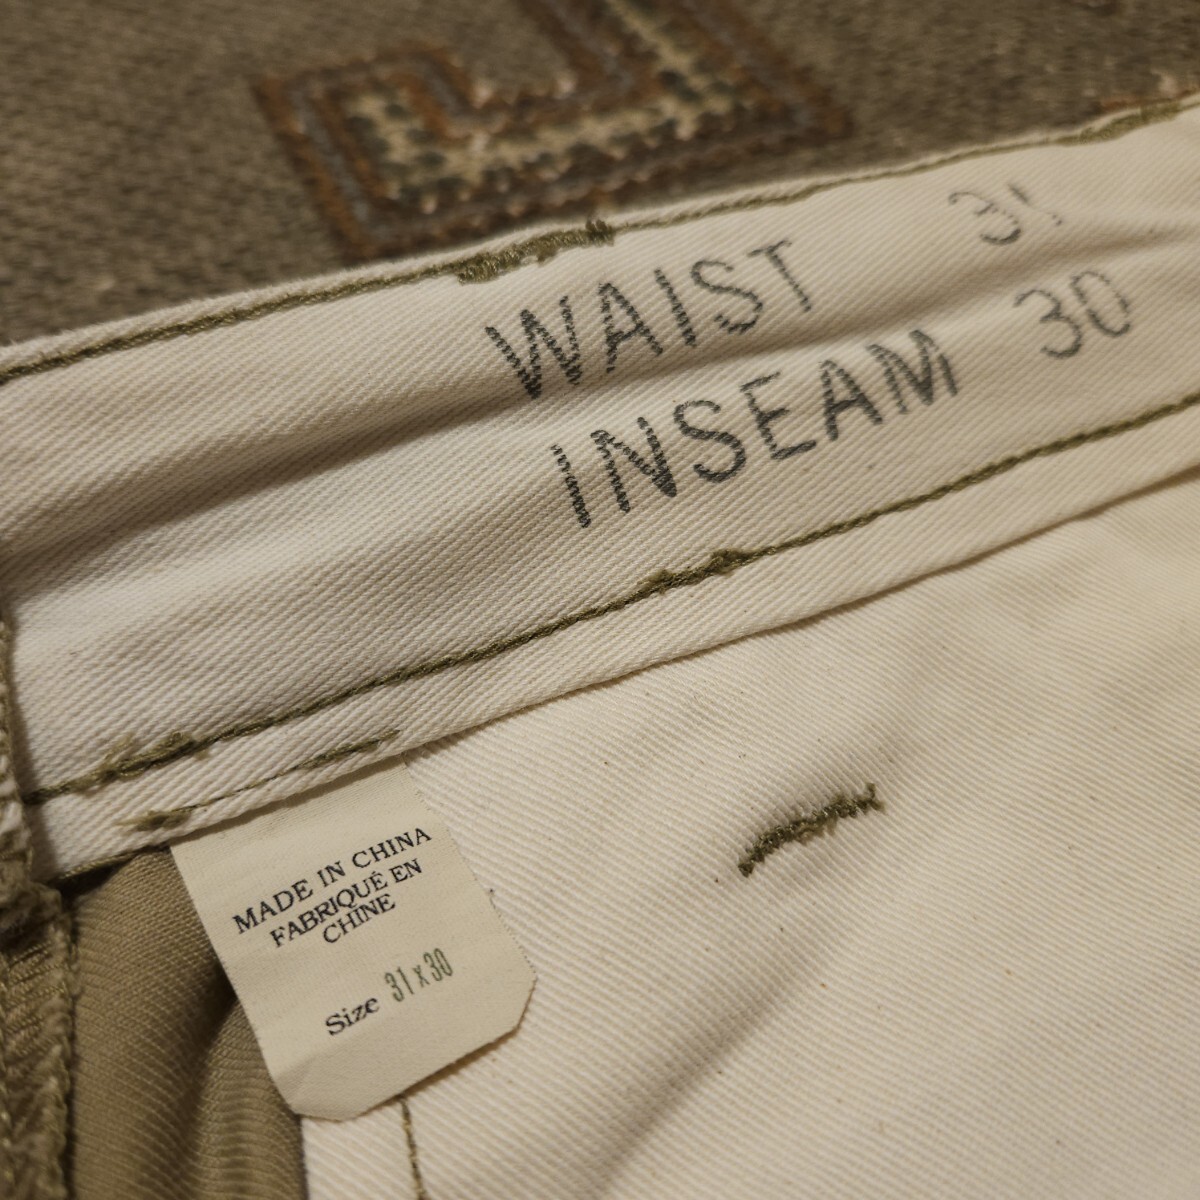 WAIST 31
INSEAM 30
MADE IN CHINA
FABRIQUÉ EN
CHINE
Size 31x30